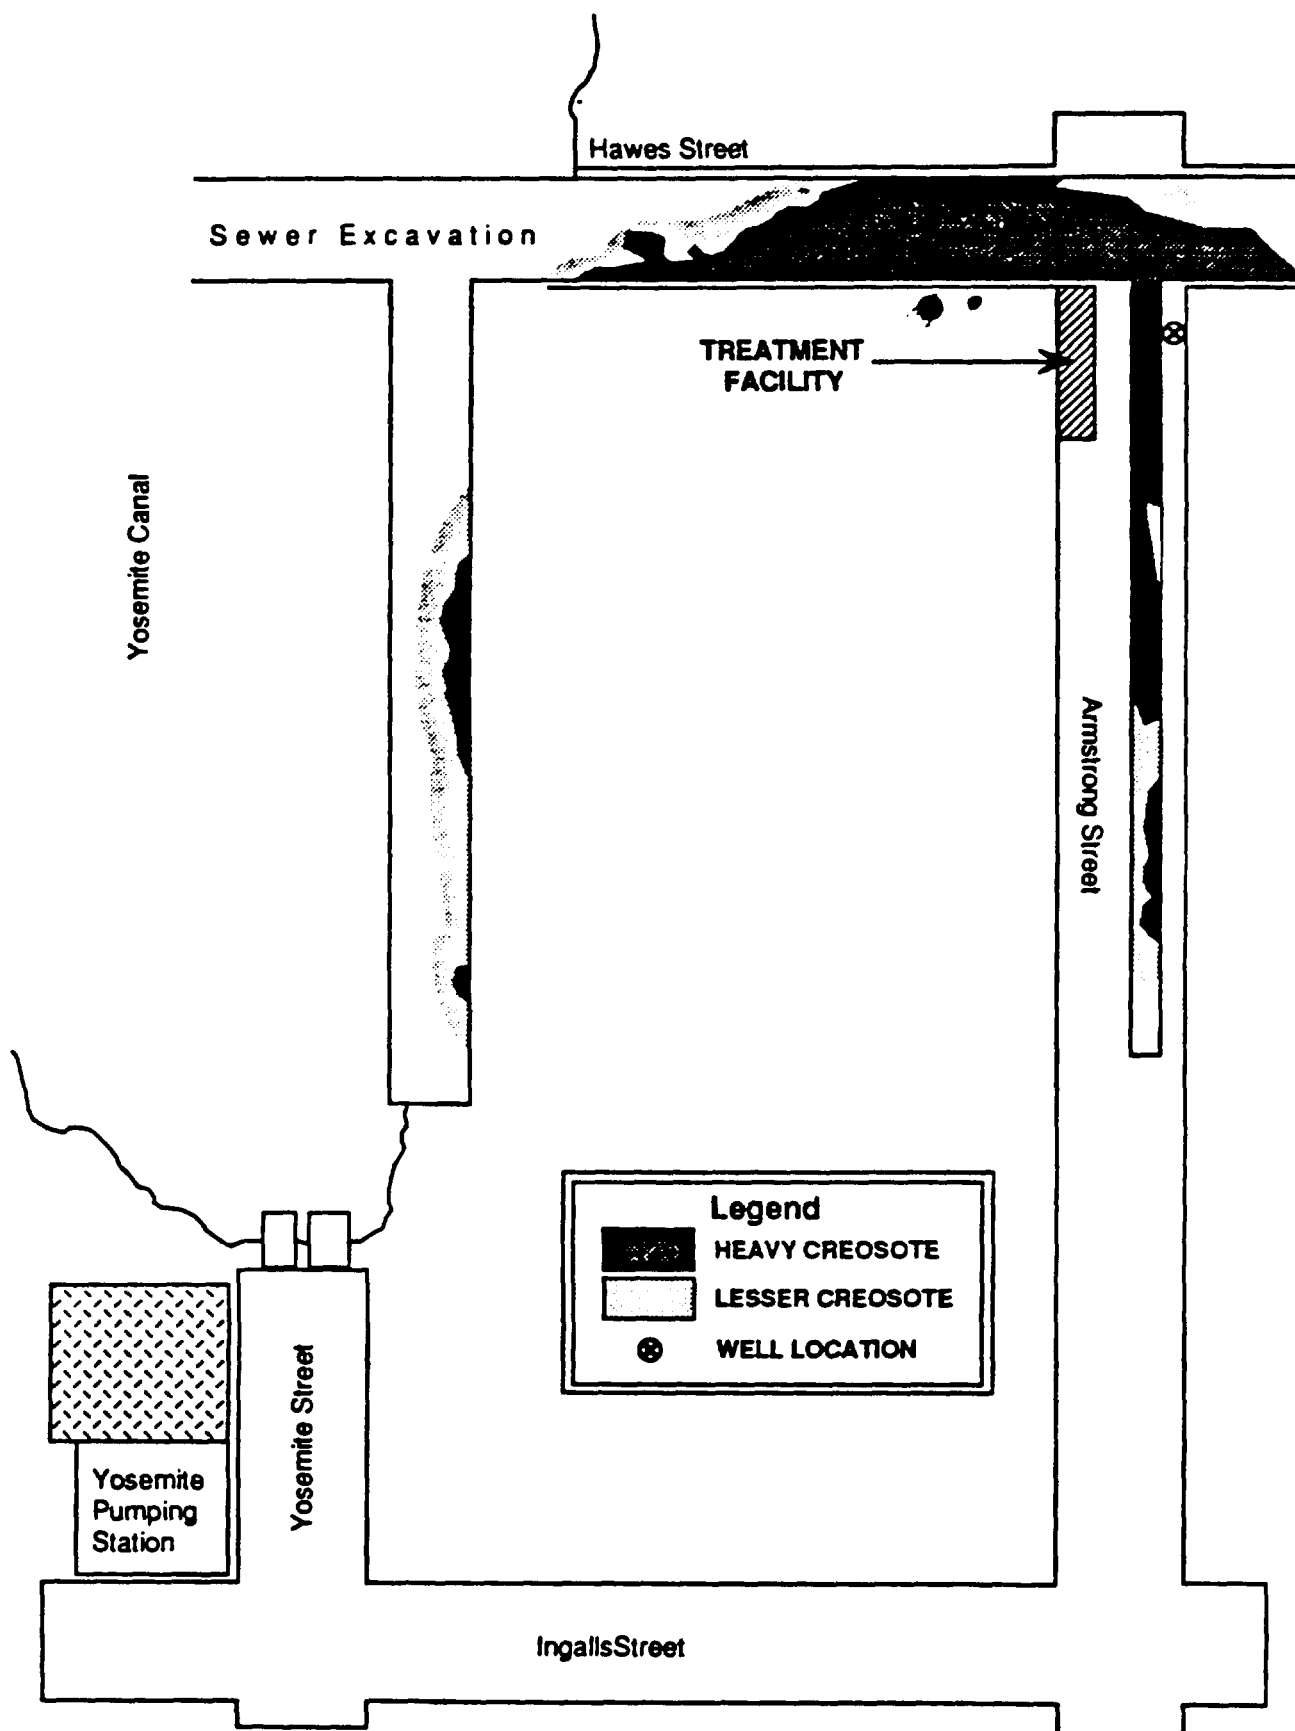 Hawes Street
Sewer Excavation
TREATMENT
FACILITY
Yosemite Canal
Armstrong Street
Legend
HEAVY CREOSOTE
LESSER CREOSOTE
WELL LOCATION
Yosemite Street
Yosemite
Pumping
Station
IngallsStreet